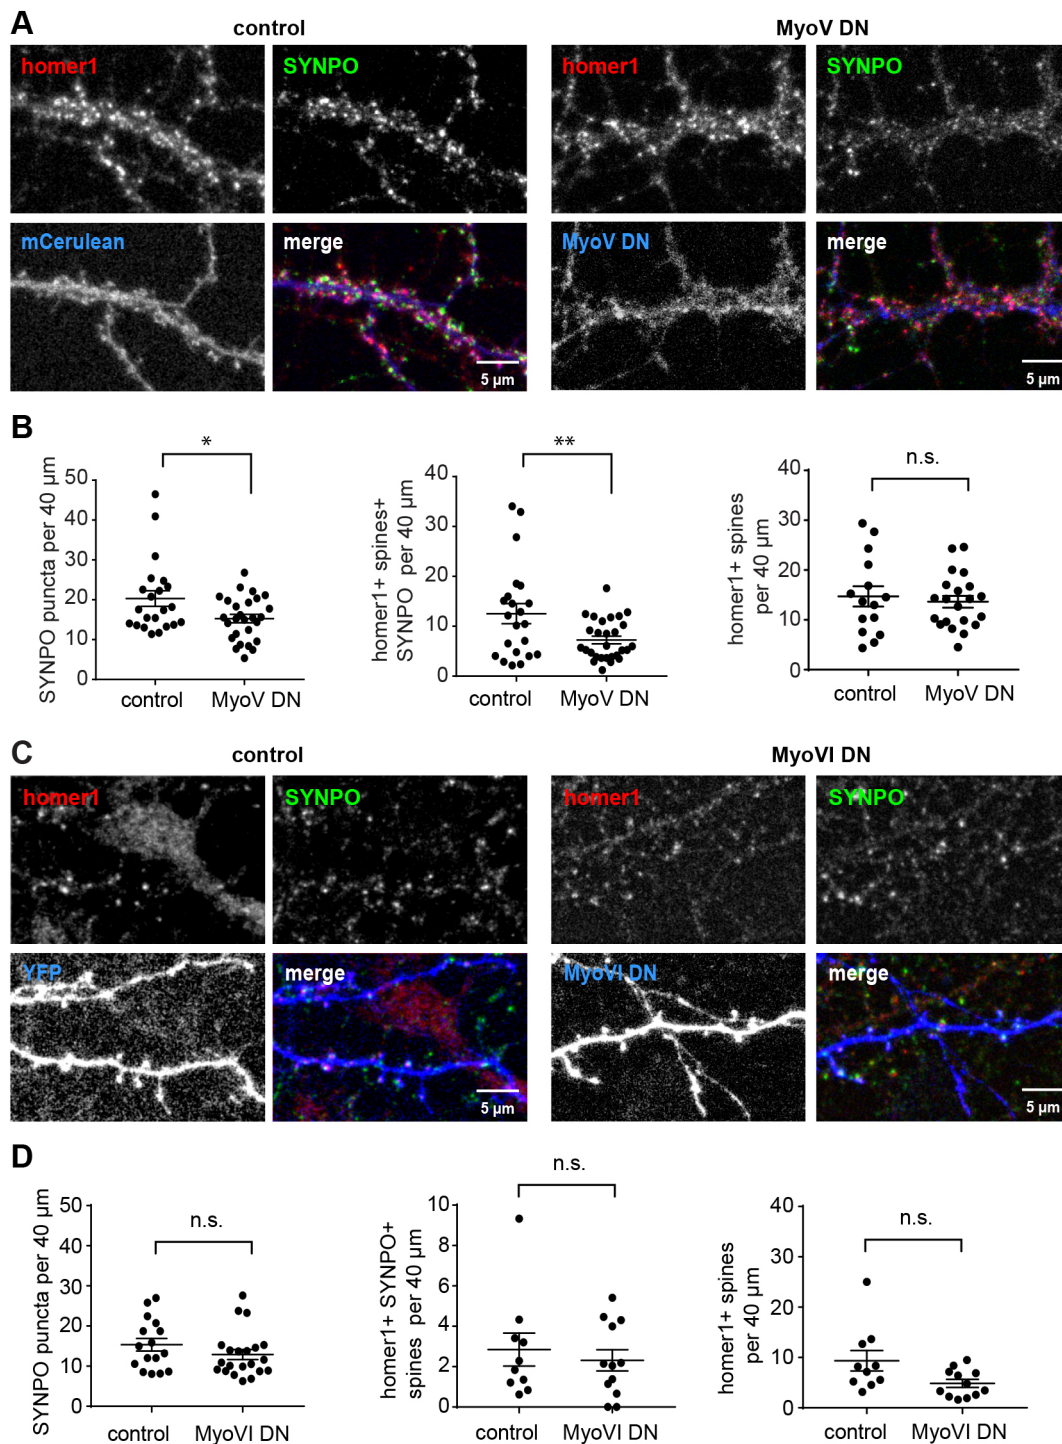 A
control
MyoV DN
homer1
SYNPO
homer1
SYNPO
mCerulean
merge
MyoV DN
merge
5 µm
5 µm
B
*
**
n.s.
SYNPO puncta per 40 µm
50
40
30
20
10
0
control
MyoV DN
homer1+ spines+
SYNPO per 40 µm
40
30
20
10
0
control
MyoV DN
homer1+ spines
per 40 µm
40
30
20
10
0
control
MyoV DN
C
control
MyoVI DN
homer1
SYNPO
homer1
SYNPO
YFP
merge
MyoVI DN
merge
5 µm
5 µm
D
n.s.
n.s.
n.s.
SYNPO puncta per 40 µm
50
40
30
20
10
0
control
MyoVI DN
homer1+ SYNPO+
spines per 40 µm
10
8
6
4
2
0
control
MyoVI DN
homer1+ spines
per 40 µm
40
30
20
10
0
control
MyoVI DN